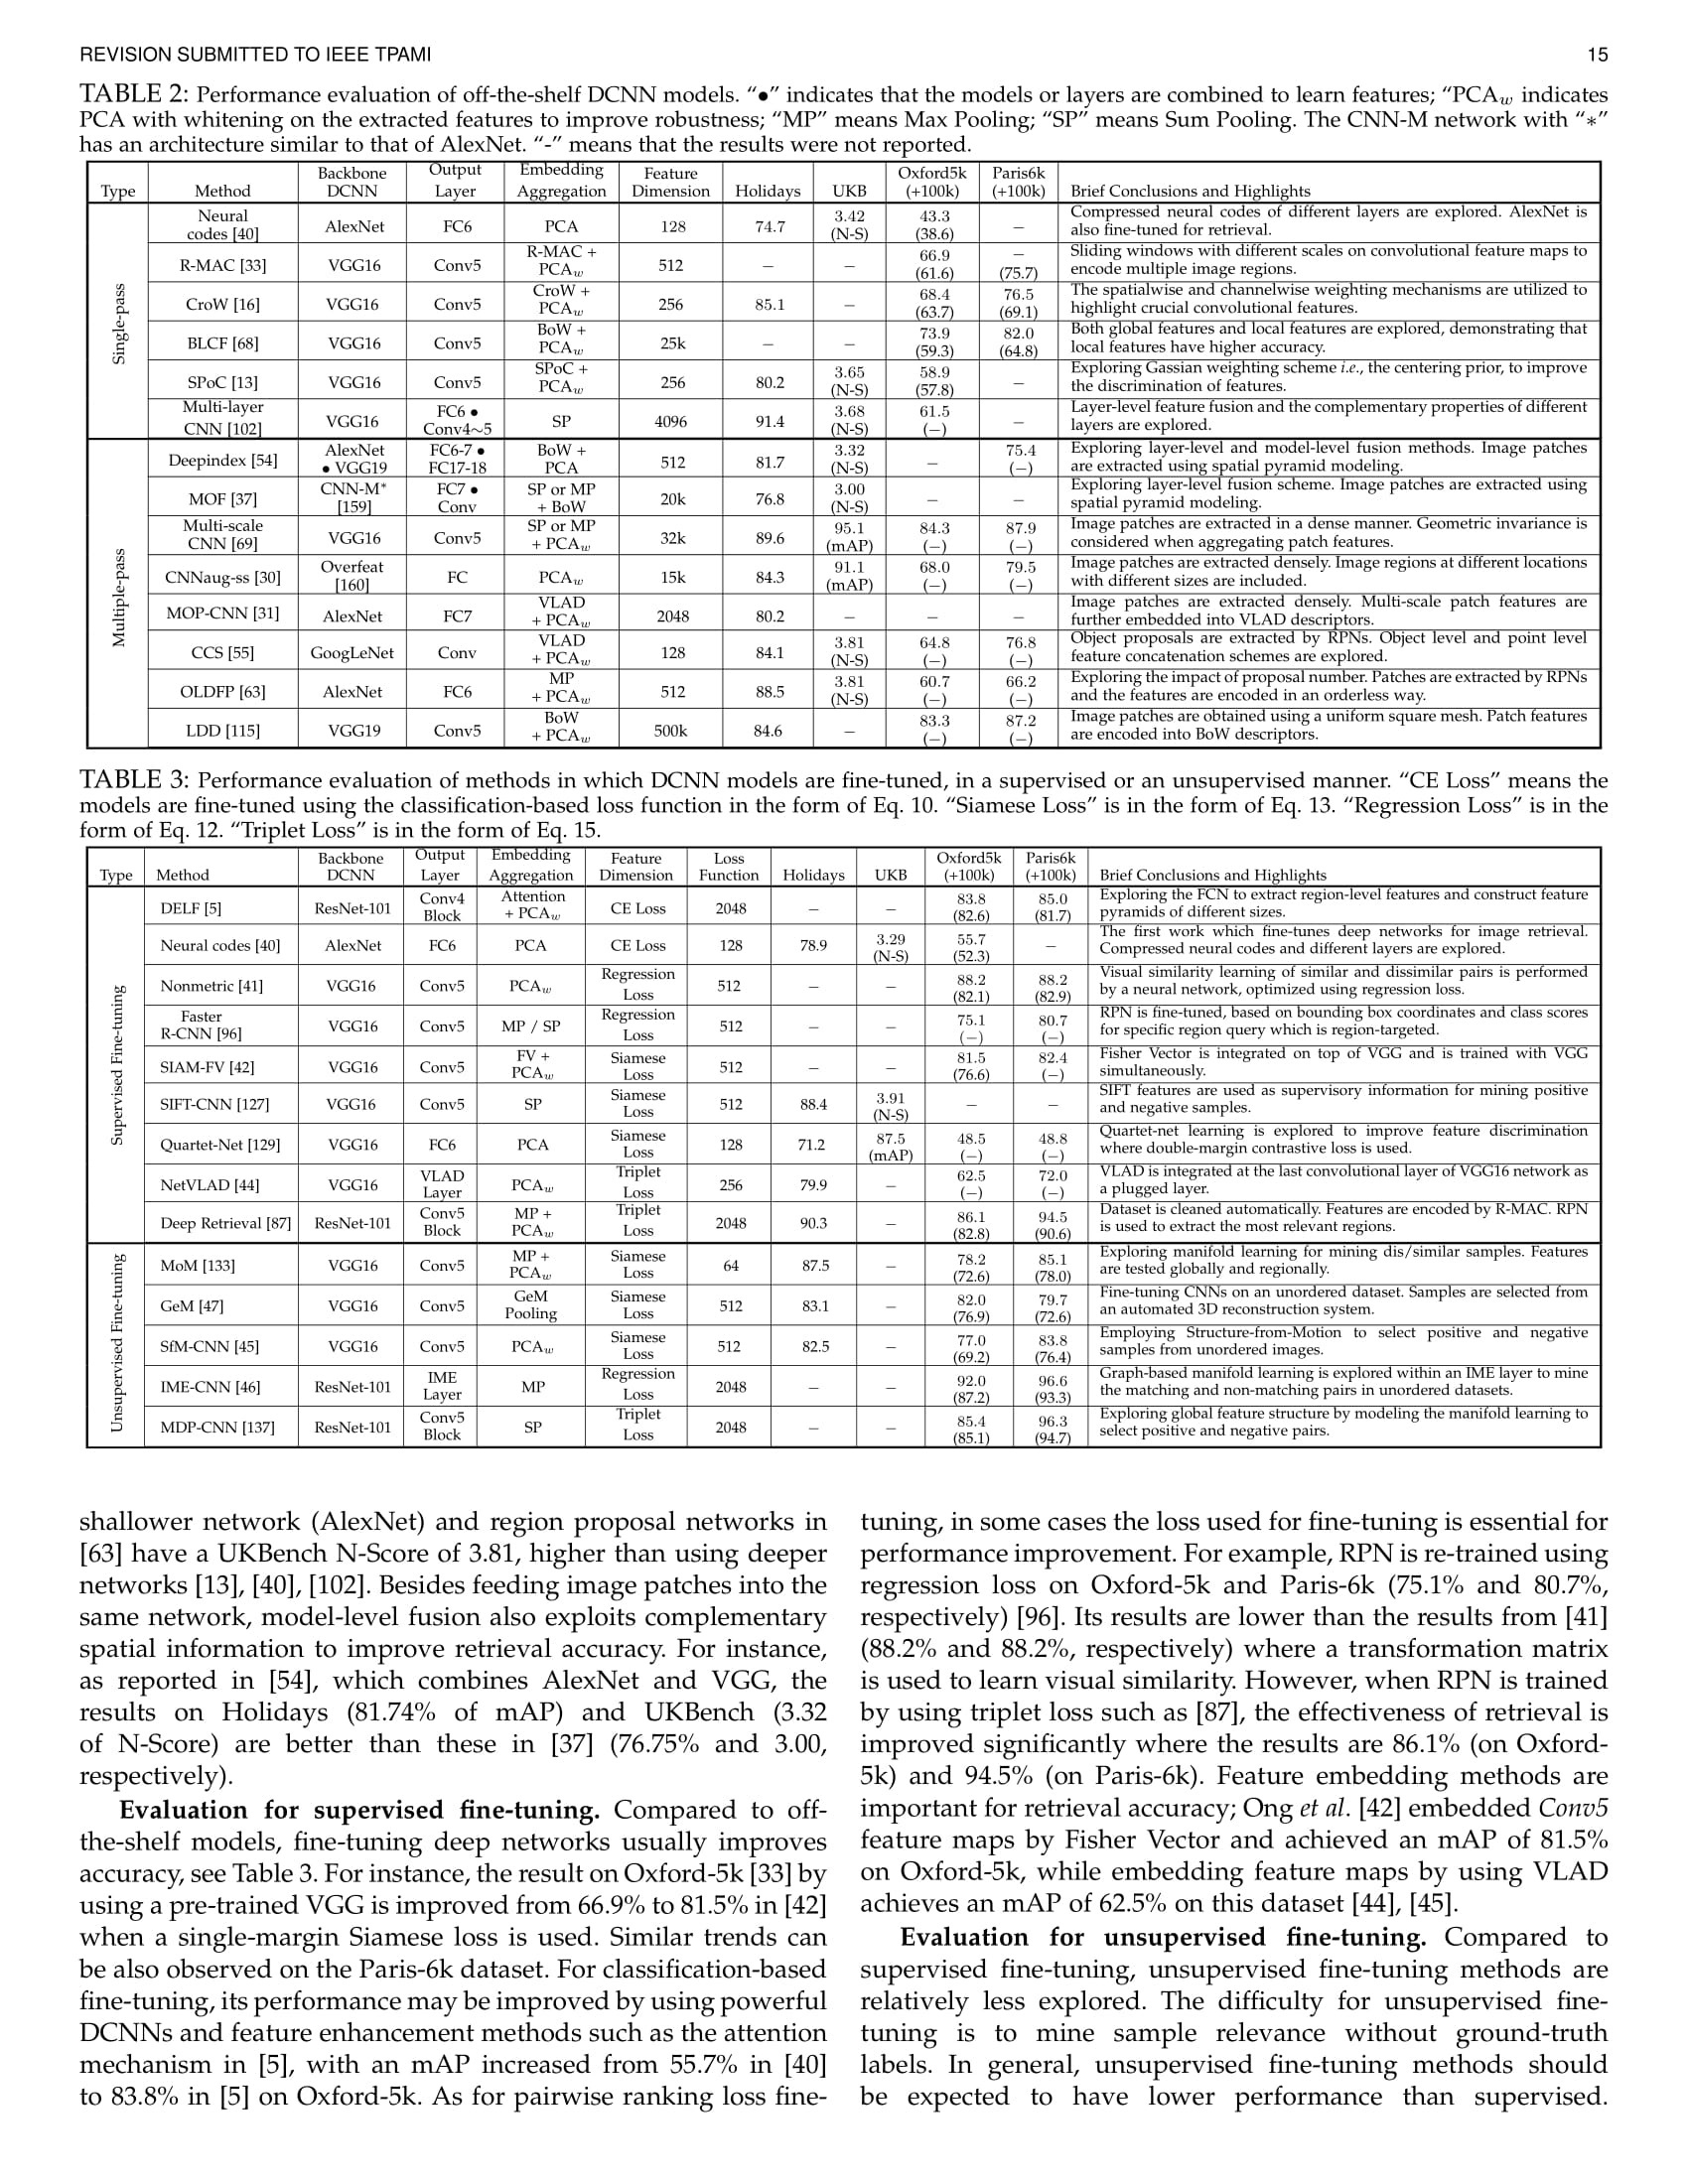 REVISION SUBMITTED TO IEEE TPAMI 15
TABLE 2: Performance evaluation of off-the-shelf DCNN models. “•” indicates that the models or layers are combined to learn features; “PCAw indicates
PCA with whitening on the extracted features to improve robustness; “MP” means Max Pooling; “SP” means Sum Pooling. The CNN-M network with “∗”
has an architecture similar to that of AlexNet. “-” means that the results were not reported.
Type Method Backbone DCNN Output Layer Embedding Aggregation Feature Dimension Holidays UKB Oxford5k (+100k) Paris6k (+100k) Brief Conclusions and Highlights
Single-pass
Neural codes [40] AlexNet FC6 PCA 128 74.7 3.42 (N-S) 43.3 (38.6) − Compressed neural codes of different layers are explored. AlexNet is
also fine-tuned for retrieval.
R-MAC [33] VGG16 Conv5 R-MAC + PCAw 512 − − 66.9 (61.6) − (75.7) Sliding windows with different scales on convolutional feature maps to
encode multiple image regions.
CroW [16] VGG16 Conv5 CroW + PCAw 256 85.1 − 68.4 (63.7) 76.5 (69.1) The spatialwise and channelwise weighting mechanisms are utilized to
highlight crucial convolutional features.
BLCF [68] VGG16 Conv5 BoW + PCAw 25k − − 73.9 (59.3) 82.0 (64.8) Both global features and local features are explored, demonstrating that
local features have higher accuracy.
SPoC [13] VGG16 Conv5 SPoC + PCAw 256 80.2 3.65 (N-S) 58.9 (57.8) − Exploring Gassian weighting scheme i.e., the centering prior, to improve
the discrimination of features.
Multi-layer CNN [102] VGG16 FC6 • Conv4∼5 SP 4096 91.4 3.68 (N-S) 61.5 (−) − Layer-level feature fusion and the complementary properties of different
layers are explored.
Multiple-pass
Deepindex [54] AlexNet • VGG19 FC6-7 • FC17-18 BoW + PCA 512 81.7 3.32 (N-S) − 75.4 (−) Exploring layer-level and model-level fusion methods. Image patches
are extracted using spatial pyramid modeling.
MOF [37] CNN-M∗ [159] FC7 • Conv SP or MP + BoW 20k 76.8 3.00 (N-S) − − Exploring layer-level fusion scheme. Image patches are extracted using
spatial pyramid modeling.
Multi-scale CNN [69] VGG16 Conv5 SP or MP + PCAw 32k 89.6 95.1 (mAP) 84.3 (−) 87.9 (−) Image patches are extracted in a dense manner. Geometric invariance is
considered when aggregating patch features.
CNNaug-ss [30] Overfeat [160] FC PCAw 15k 84.3 91.1 (mAP) 68.0 (−) 79.5 (−) Image patches are extracted densely. Image regions at different locations
with different sizes are included.
MOP-CNN [31] AlexNet FC7 VLAD + PCAw 2048 80.2 − − − Image patches are extracted densely. Multi-scale patch features are
further embedded into VLAD descriptors.
CCS [55] GoogLeNet Conv VLAD + PCAw 128 84.1 3.81 (N-S) 64.8 (−) 76.8 (−) Object proposals are extracted by RPNs. Object level and point level
feature concatenation schemes are explored.
OLDFP [63] AlexNet FC6 MP + PCAw 512 88.5 3.81 (N-S) 60.7 (−) 66.2 (−) Exploring the impact of proposal number. Patches are extracted by RPNs
and the features are encoded in an orderless way.
LDD [115] VGG19 Conv5 BoW + PCAw 500k 84.6 − 83.3 (−) 87.2 (−) Image patches are obtained using a uniform square mesh. Patch features
are encoded into BoW descriptors.
TABLE 3: Performance evaluation of methods in which DCNN models are fine-tuned, in a supervised or an unsupervised manner. “CE Loss” means the
models are fine-tuned using the classification-based loss function in the form of Eq. 10. “Siamese Loss” is in the form of Eq. 13. “Regression Loss” is in the
form of Eq. 12. “Triplet Loss” is in the form of Eq. 15.
Type Method Backbone DCNN Output Layer Embedding Aggregation Feature Dimension Loss Function Holidays UKB Oxford5k (+100k) Paris6k (+100k) Brief Conclusions and Highlights
Supervised Fine-tuning
DELF [5] ResNet-101 Conv4 Block Attention + PCAw CE Loss 2048 − − 83.8 (82.6) 85.0 (81.7) Exploring the FCN to extract region-level features and construct feature
pyramids of different sizes.
Neural codes [40] AlexNet FC6 PCA CE Loss 128 78.9 3.29 (N-S) 55.7 (52.3) − The first work which fine-tunes deep networks for image retrieval.
Compressed neural codes and different layers are explored.
Nonmetric [41] VGG16 Conv5 PCAw Regression Loss 512 − − 88.2 (82.1) 88.2 (82.9) Visual similarity learning of similar and dissimilar pairs is performed
by a neural network, optimized using regression loss.
Faster R-CNN [96] VGG16 Conv5 MP / SP Regression Loss 512 − − 75.1 (−) 80.7 (−) RPN is fine-tuned, based on bounding box coordinates and class scores
for specific region query which is region-targeted.
SIAM-FV [42] VGG16 Conv5 FV + PCAw Siamese Loss 512 − − 81.5 (76.6) 82.4 (−) Fisher Vector is integrated on top of VGG and is trained with VGG
simultaneously.
SIFT-CNN [127] VGG16 Conv5 SP Siamese Loss 512 88.4 3.91 (N-S) − − SIFT features are used as supervisory information for mining positive
and negative samples.
Quartet-Net [129] VGG16 FC6 PCA Siamese Loss 128 71.2 87.5 (mAP) 48.5 (−) 48.8 (−) Quartet-net learning is explored to improve feature discrimination
where double-margin contrastive loss is used.
NetVLAD [44] VGG16 VLAD Layer PCAw Triplet Loss 256 79.9 − 62.5 (−) 72.0 (−) VLAD is integrated at the last convolutional layer of VGG16 network as
a plugged layer.
Deep Retrieval [87] ResNet-101 Conv5 Block MP + PCAw Triplet Loss 2048 90.3 − 86.1 (82.8) 94.5 (90.6) Dataset is cleaned automatically. Features are encoded by R-MAC. RPN
is used to extract the most relevant regions.
Unsupervised Fine-tuning
MoM [133] VGG16 Conv5 MP + PCAw Siamese Loss 64 87.5 − 78.2 (72.6) 85.1 (78.0) Exploring manifold learning for mining dis/similar samples. Features
are tested globally and regionally.
GeM [47] VGG16 Conv5 GeM Pooling Siamese Loss 512 83.1 − 82.0 (76.9) 79.7 (72.6) Fine-tuning CNNs on an unordered dataset. Samples are selected from
an automated 3D reconstruction system.
SfM-CNN [45] VGG16 Conv5 PCAw Siamese Loss 512 82.5 − 77.0 (69.2) 83.8 (76.4) Employing Structure-from-Motion to select positive and negative
samples from unordered images.
IME-CNN [46] ResNet-101 IME Layer MP Regression Loss 2048 − − 92.0 (87.2) 96.6 (93.3) Graph-based manifold learning is explored within an IME layer to mine
the matching and non-matching pairs in unordered datasets.
MDP-CNN [137] ResNet-101 Conv5 Block SP Triplet Loss 2048 − − 85.4 (85.1) 96.3 (94.7) Exploring global feature structure by modeling the manifold learning to
select positive and negative pairs.
shallower network (AlexNet) and region proposal networks in
[63] have a UKBench N-Score of 3.81, higher than using deeper
networks [13], [40], [102]. Besides feeding image patches into the
same network, model-level fusion also exploits complementary
spatial information to improve retrieval accuracy. For instance,
as reported in [54], which combines AlexNet and VGG, the
results on Holidays (81.74% of mAP) and UKBench (3.32
of N-Score) are better than these in [37] (76.75% and 3.00,
respectively).
Evaluation for supervised fine-tuning. Compared to off-
the-shelf models, fine-tuning deep networks usually improves
accuracy, see Table 3. For instance, the result on Oxford-5k [33] by
using a pre-trained VGG is improved from 66.9% to 81.5% in [42]
when a single-margin Siamese loss is used. Similar trends can
be also observed on the Paris-6k dataset. For classification-based
fine-tuning, its performance may be improved by using powerful
DCNNs and feature enhancement methods such as the attention
mechanism in [5], with an mAP increased from 55.7% in [40]
to 83.8% in [5] on Oxford-5k. As for pairwise ranking loss fine-
tuning, in some cases the loss used for fine-tuning is essential for
performance improvement. For example, RPN is re-trained using
regression loss on Oxford-5k and Paris-6k (75.1% and 80.7%,
respectively) [96]. Its results are lower than the results from [41]
(88.2% and 88.2%, respectively) where a transformation matrix
is used to learn visual similarity. However, when RPN is trained
by using triplet loss such as [87], the effectiveness of retrieval is
improved significantly where the results are 86.1% (on Oxford-
5k) and 94.5% (on Paris-6k). Feature embedding methods are
important for retrieval accuracy; Ong et al. [42] embedded Conv5
feature maps by Fisher Vector and achieved an mAP of 81.5%
on Oxford-5k, while embedding feature maps by using VLAD
achieves an mAP of 62.5% on this dataset [44], [45].
Evaluation for unsupervised fine-tuning. Compared to
supervised fine-tuning, unsupervised fine-tuning methods are
relatively less explored. The difficulty for unsupervised fine-
tuning is to mine sample relevance without ground-truth
labels. In general, unsupervised fine-tuning methods should
be expected to have lower performance than supervised.